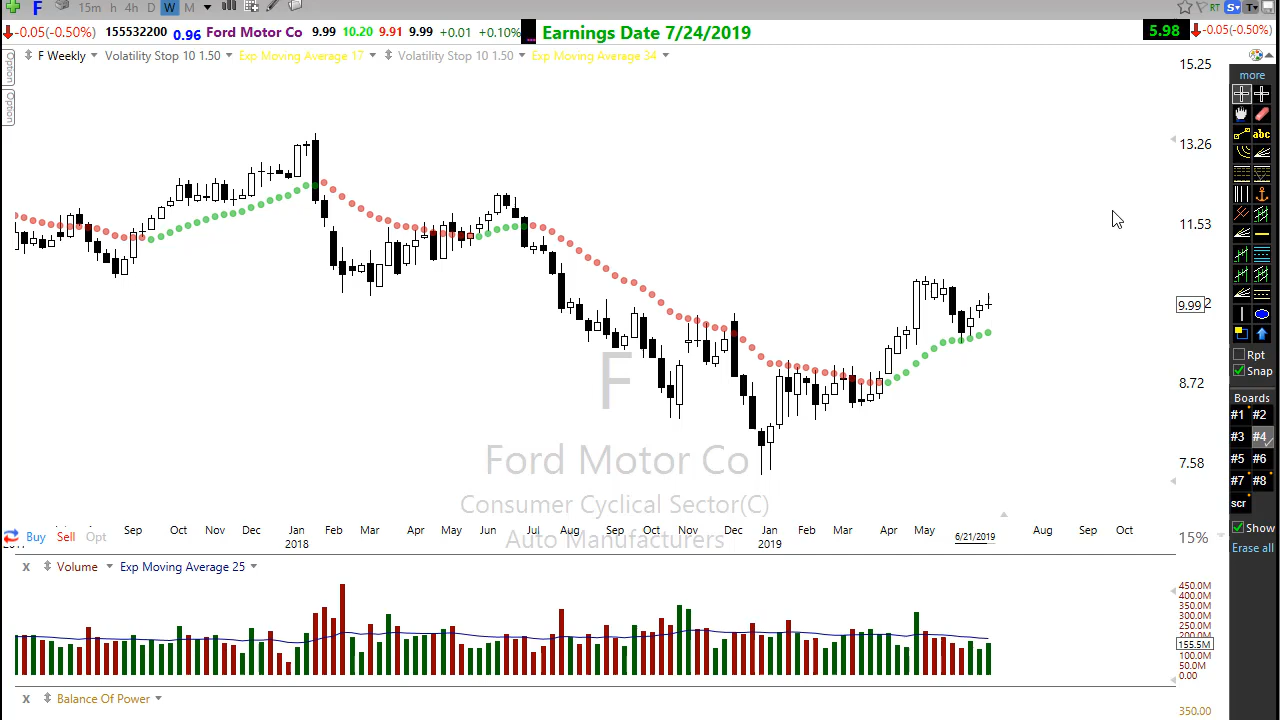 F 15m h 4h D W M RT S T
-0.05(-0.50%) 155532200 0.96 Ford Motor Co 9.99 10.20 9.91 9.99 +0.01 +0.10% Earnings Date 7/24/2019 5.98 -0.05(-0.50%)
Option
Option
F Weekly Volatility Stop 10 1.50 Exp Moving Average 17 Volatility Stop 10 1.50 Exp Moving Average 34
15.25
13.26
11.53
9.99 2
8.72
7.58
more
abc
Rpt
Snap
Boards
#1 #2
#3 #4
#5 #6
#7 #8
scr
Show
Erase all
F
Ford Motor Co
Consumer Cyclical Sector(C)
Auto Manufacturers
Sep Oct Nov Dec Jan Feb Mar Apr May Jun Jul Aug Sep Oct Nov Dec Jan Feb Mar Apr May 6/21/2019 Aug Sep Oct
2018 2019
Buy Sell Opt 15%
x Volume Exp Moving Average 25
450.0M
400.0M
350.0M
300.0M
250.0M
200.0M
155.5M
100.0M
50.0M
0.00
x Balance Of Power
350.00